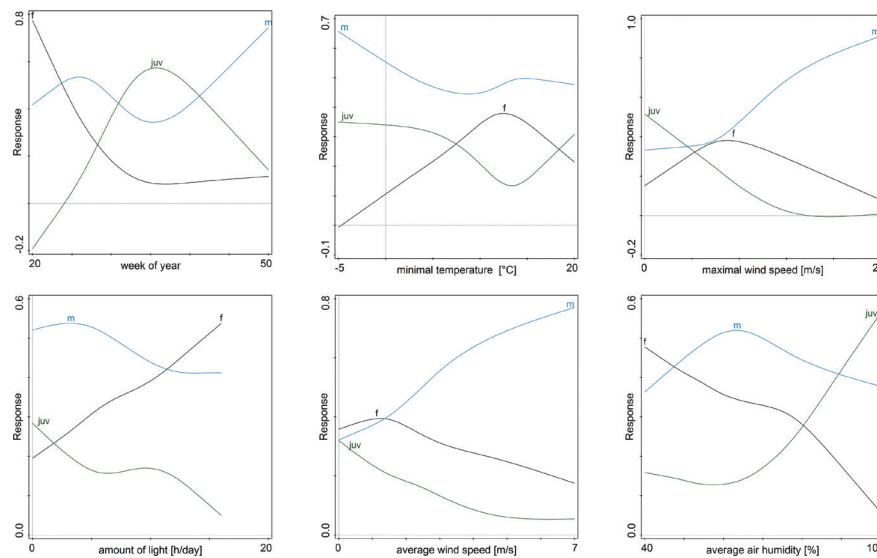 0.8
f
m
juv
Response
-0.2
20
week of year
50
0.7
m
juv
f
Response
-0.1
-5
minimal temperature [°C]
20
1.0
m
juv
f
Response
-0.2
0
maximal wind speed [m/s]
2
0.6
m
f
juv
Response
0.0
0
amount of light [h/day]
20
0.8
m
f
juv
Response
0.0
0
average wind speed [m/s]
7
0.6
juv
m
f
Response
0.0
40
average air humidity [%]
10